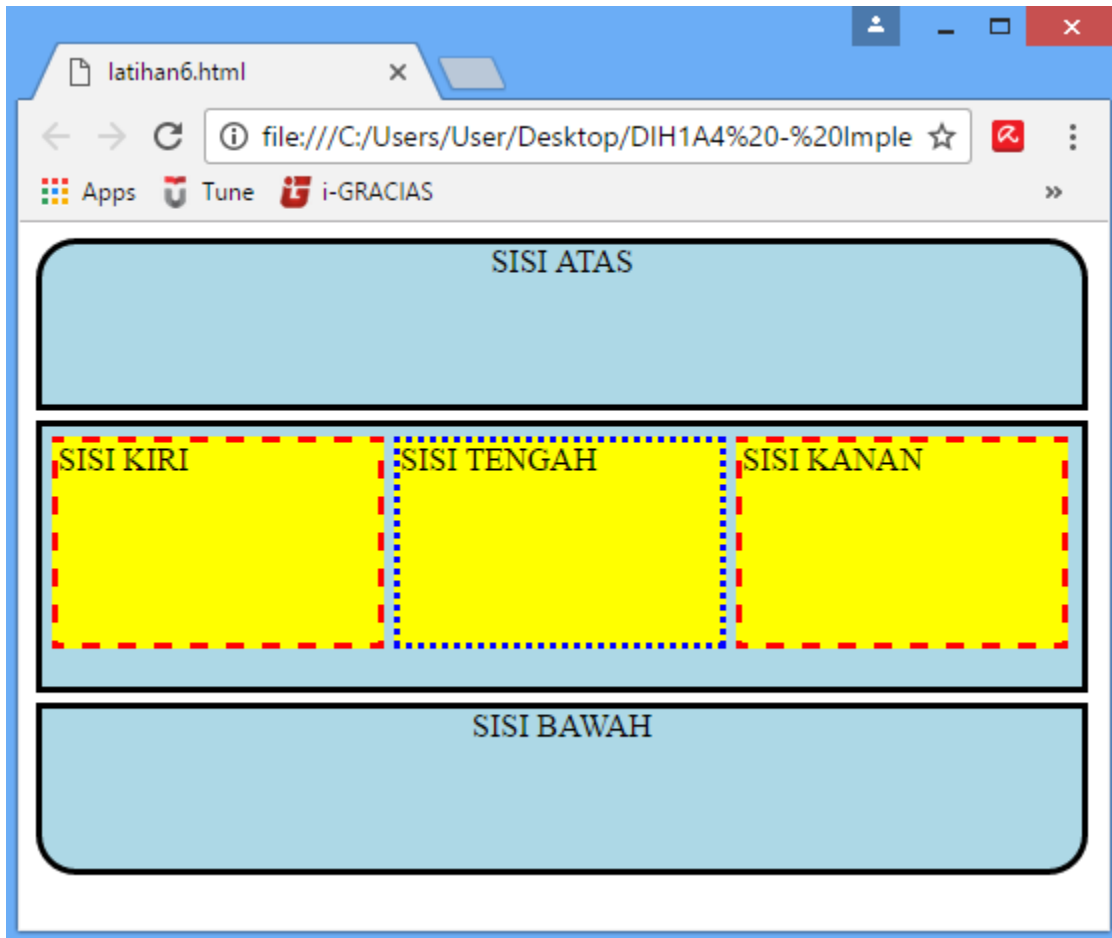 latihan6.html
file:///C:/Users/User/Desktop/DIH1A4%20-%20Imple
Apps Tune i-GRACIAS
SISI ATAS
SISI KIRI SISI TENGAH SISI KANAN
SISI BAWAH